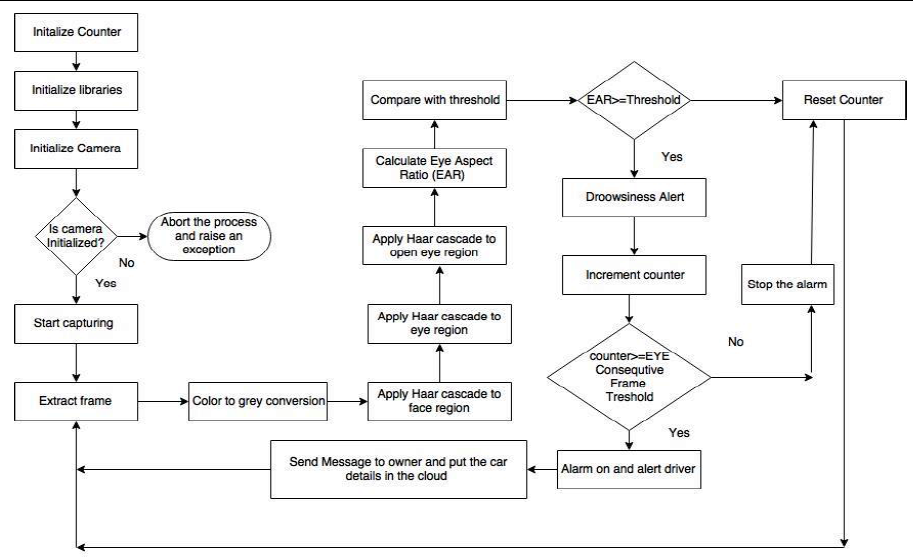 Initalize Counter
Initialize libraries
Initialize Camera
Is camera
Initialized?
Abort the process
and raise an
exception
No
Yes
Start capturing
Extract frame
Color to grey conversion
Apply Haar cascade to
face region
Apply Haar cascade to
eye region
Apply Haar cascade to
open eye region
Calculate Eye Aspect
Ratio (EAR)
Compare with threshold
EAR>=Threshold
Reset Counter
Yes
Droowsiness Alert
Increment counter
counter>=EYE
Consequtive
Frame
Treshold
No
Stop the alarm
Yes
Alarm on and alert driver
Send Message to owner and put the car
details in the cloud